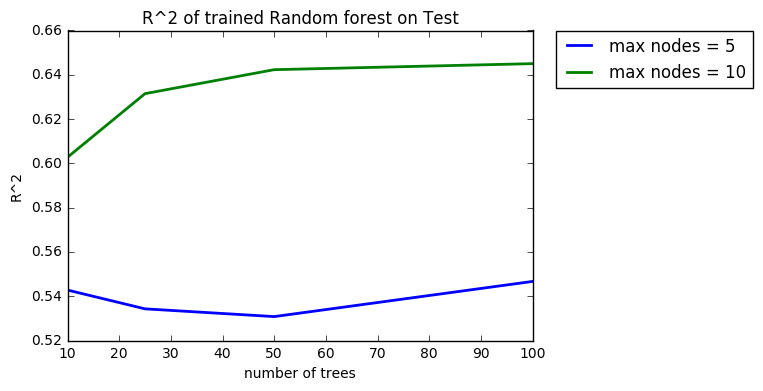 R^2 of trained Random forest on Test
max nodes = 5
max nodes = 10
R^2
0.66
0.64
0.62
0.60
0.58
0.56
0.54
0.52
10 20 30 40 50 60 70 80 90 100
number of trees